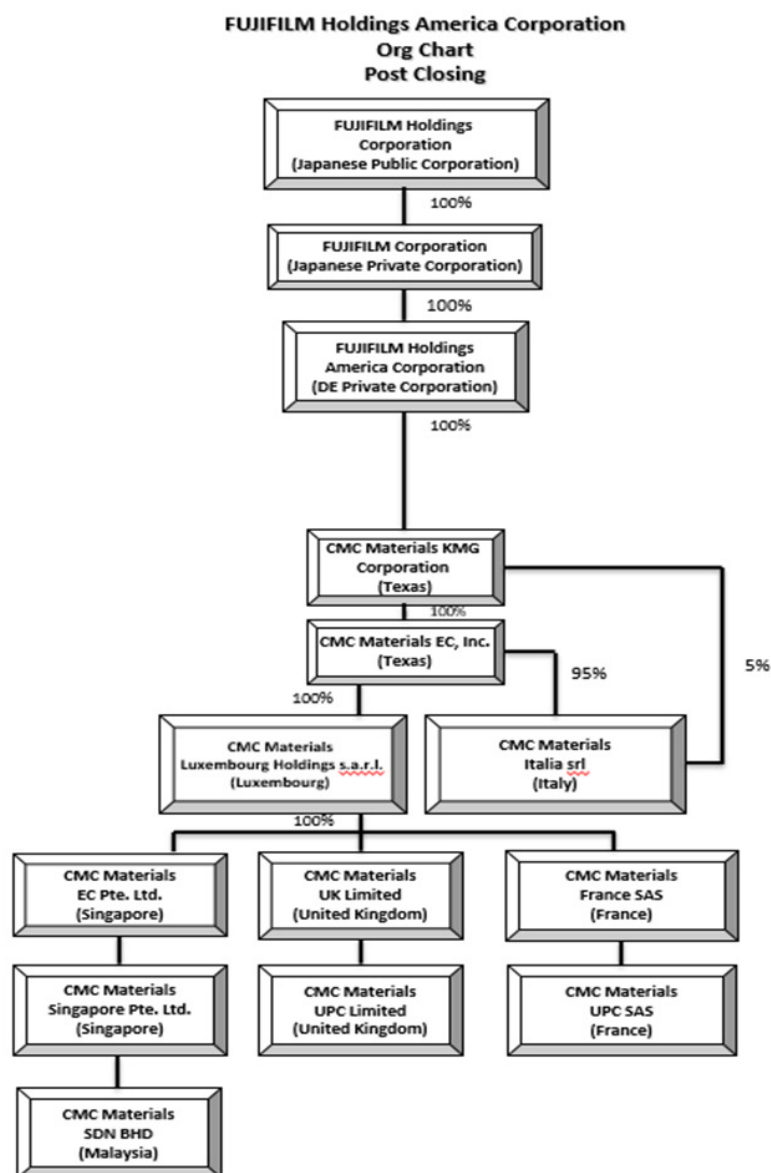 FUJIFILM Holdings America Corporation
Org Chart
Post Closing
FUJIFILM Holdings
Corporation
(Japanese Public Corporation)
100%
FUJIFILM Corporation
(Japanese Private Corporation)
100%
FUJIFILM Holdings
America Corporation
(DE Private Corporation)
100%
CMC Materials KMG
Corporation
(Texas)
100%
CMC Materials EC, Inc.
(Texas)
95%
5%
100%
CMC Materials
Luxembourg Holdings s.a.r.l.
(Luxembourg)
CMC Materials
Italia srl
(Italy)
100%
CMC Materials
EC Pte. Ltd.
(Singapore)
CMC Materials
UK Limited
(United Kingdom)
CMC Materials
France SAS
(France)
CMC Materials
Singapore Pte. Ltd.
(Singapore)
CMC Materials
UPC Limited
(United Kingdom)
CMC Materials
UPC SAS
(France)
CMC Materials
SDN BHD
(Malaysia)